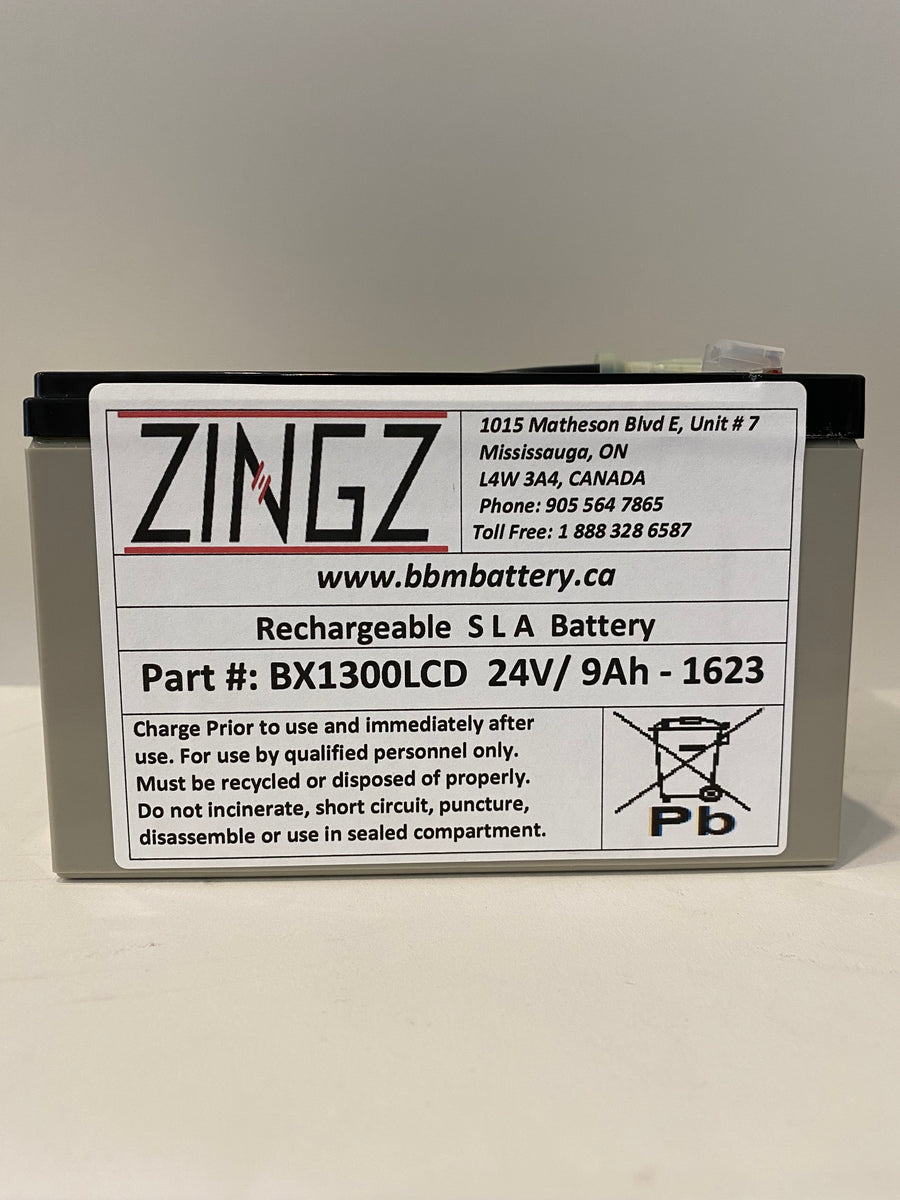 ZINGZ
1015 Matheson Blvd E, Unit # 7
Mississauga, ON
L4W 3A4, CANADA
Phone: 905 564 7865
Toll Free: 1 888 328 6587
www.bbmbattery.ca
Rechargeable S L A Battery
Part #: BX1300LCD 24V/ 9Ah - 1623
Charge Prior to use and immediately after
use. For use by qualified personnel only.
Must be recycled or disposed of properly.
Do not incinerate, short circuit, puncture,
disassemble or use in sealed compartment.
Pb